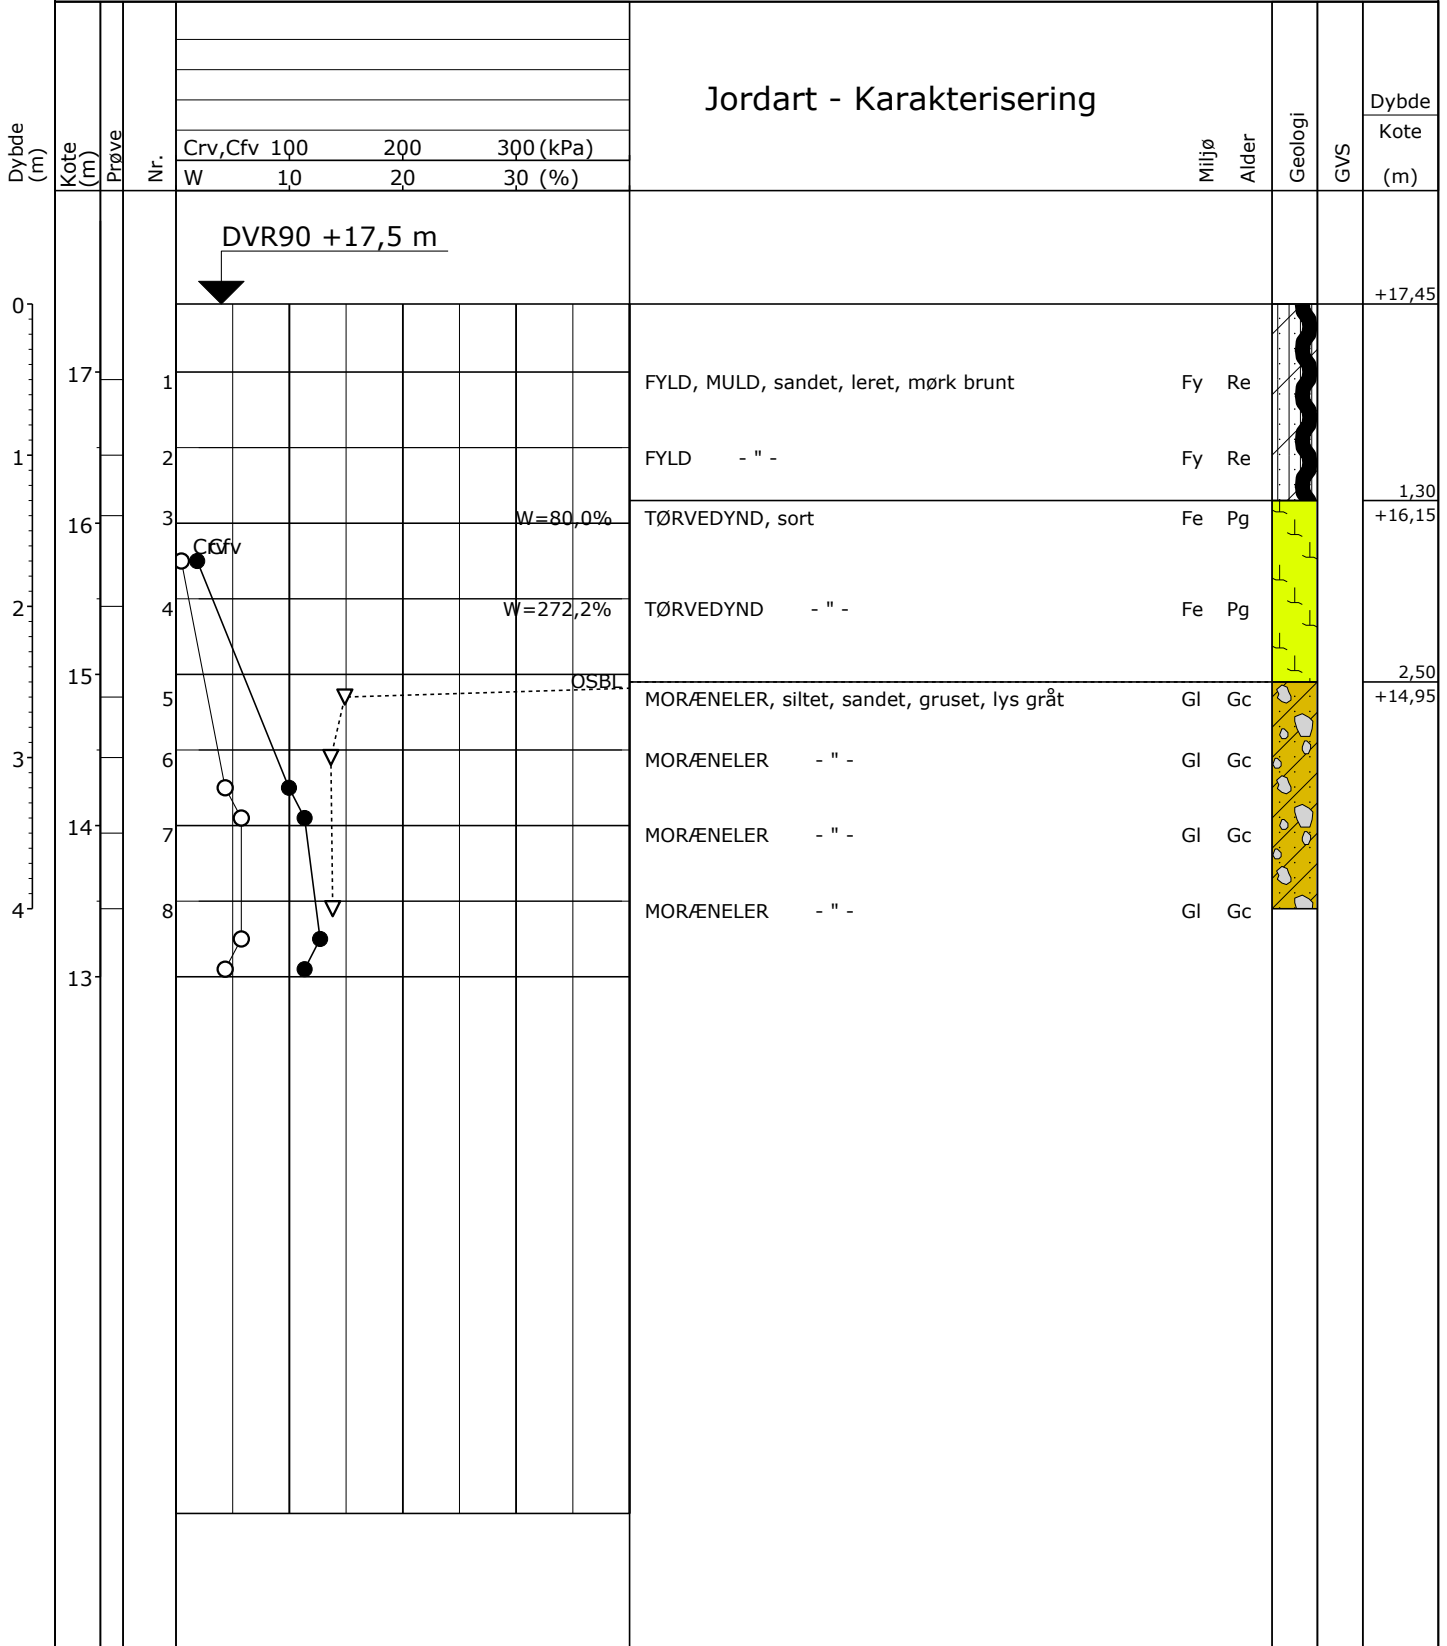 Jordart - Karakterisering
Dybde (m)
Kote (m)
Prøve
Nr.
Crv,Cfv 100 200 300 (kPa)
W 10 20 30 (%)
Miljø
Alder
Geologi
GVS
Dybde
Kote
(m)
DVR90 +17,5 m
0 +17,45
17 1 FYLD, MULD, sandet, leret, mørk brunt Fy Re
1 2 FYLD - " - Fy Re
1,30
16 3 W=80,0% TØRVEDYND, sort Fe Pg +16,15
Crv Cfv
2 4 W=272,2% TØRVEDYND - " - Fe Pg
15 OSBL 2,50
5 MORÆNELER, siltet, sandet, gruset, lys gråt Gl Gc +14,95
3 6 MORÆNELER - " - Gl Gc
14 7 MORÆNELER - " - Gl Gc
4 8 MORÆNELER - " - Gl Gc
13